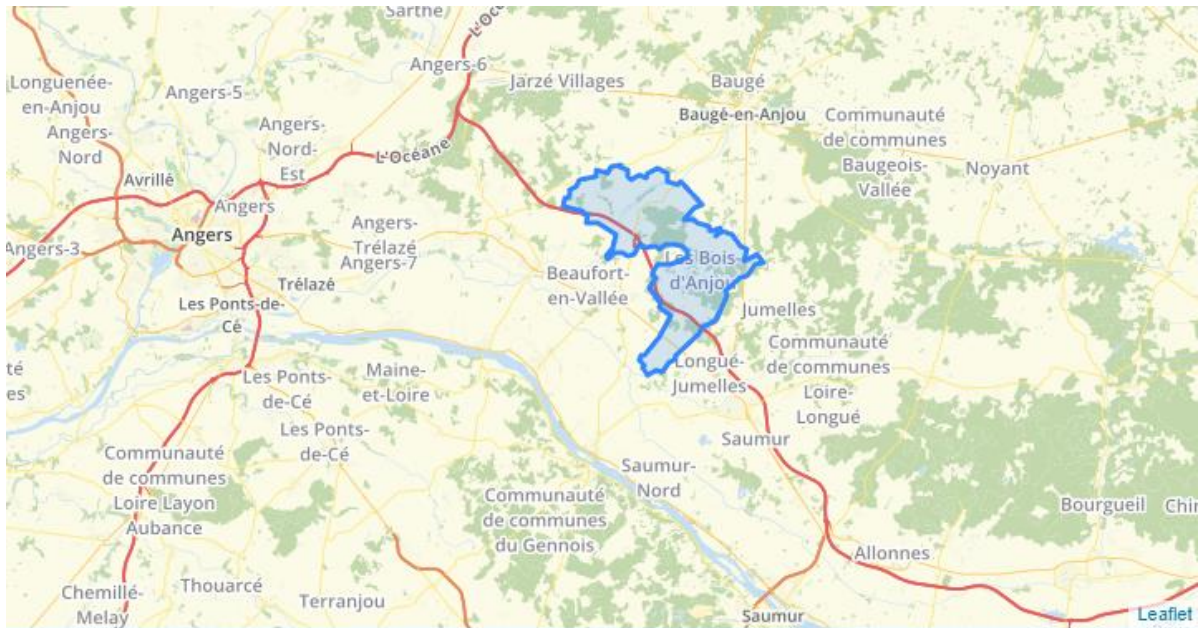 Sarthe
L'Océ
Longuenée-
en-Anjou
Angers-6
Jarzé Villages
Baugé
Angers-5
Baugé-en-Anjou
Communauté
de communes
Baugeois-
Vallée
Angers-
Nord
Angers-
Nord-
Est
L'Océane
Noyant
Avrillé
Angers
Angers
Angers-
Trélazé
Angers-7
Angers-3
Beaufort-
en-Vallée
Les Bois
d'Anjou
Trélazé
Les Ponts-de-
Cé
Jumelles
Communauté
de communes
Loire-
Longué
Longué-
Jumelles
té
es
Les Ponts-
de-Cé
Maine-
et-Loire
Les Ponts-
de-Cé
Saumur
Communauté
de communes
Loire Layon
Aubance
Saumur-
Nord
Communauté
de communes
du Gennois
Bourgueil
Chin
Allonnes
Chemillé-
Melay
Thouarcé
Terranjou
Saumur
Leaflet